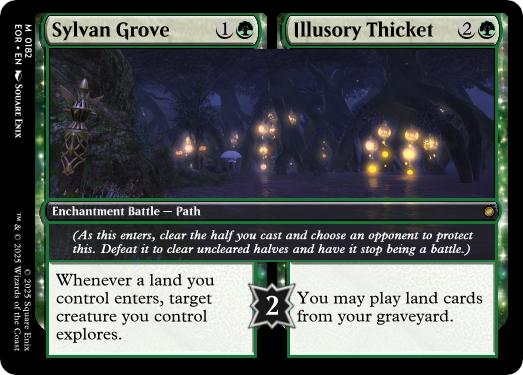 Sylvan Grove 1
Illusory Thicket 2
Enchantment Battle — Path
(As this enters, clear the half you cast and choose an opponent to protect
this. Defeat it to clear uncleared halves and have it stop being a battle.)
Whenever a land you
control enters, target
creature you control
explores.
2
You may play land cards
from your graveyard.
M 0182
EOR • EN SQUARE ENIX
™ & © 2025 Wizards of the Coast
© 2025 Square Enix